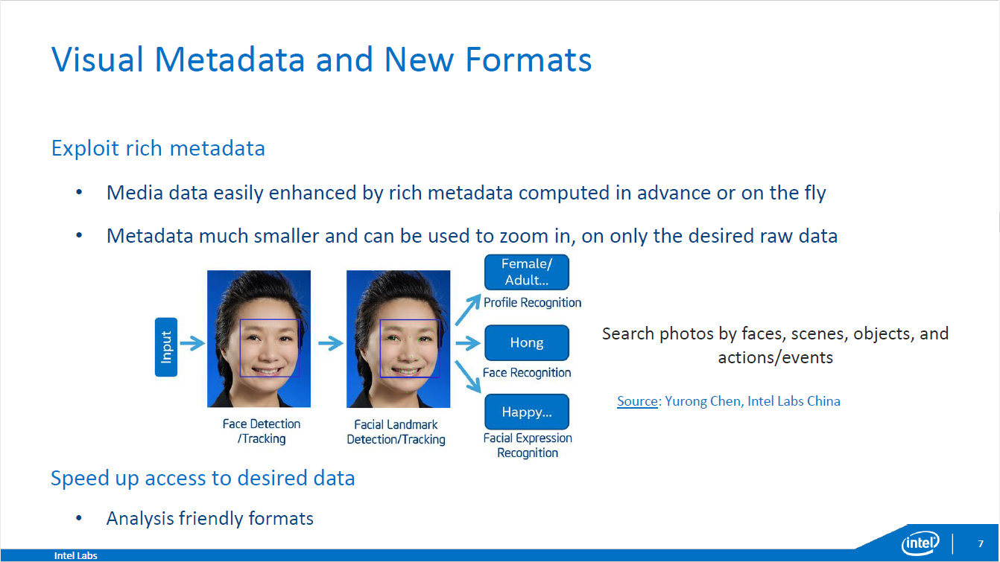 Visual Metadata and New Formats
Exploit rich metadata
• Media data easily enhanced by rich metadata computed in advance or on the fly
• Metadata much smaller and can be used to zoom in, on only the desired raw data
Input
Face Detection
/Tracking
Facial Landmark
Detection/Tracking
Female/
Adult...
Profile Recognition
Hong
Face Recognition
Happy...
Facial Expression
Recognition
Search photos by faces, scenes, objects, and
actions/events
Source: Yurong Chen, Intel Labs China
Speed up access to desired data
• Analysis friendly formats
Intel Labs
intel
7